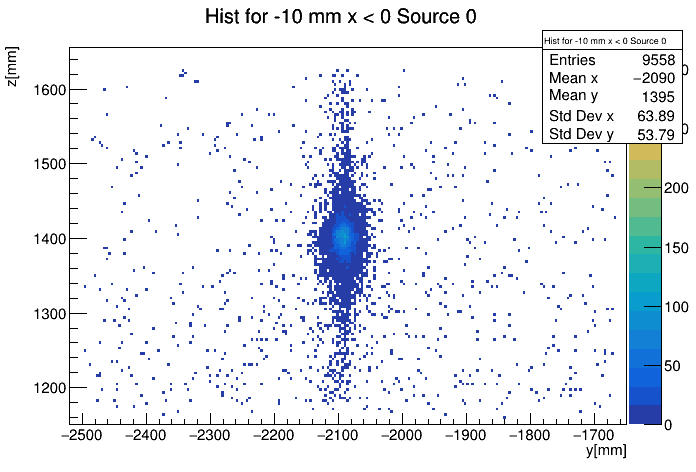 Hist for -10 mm x < 0 Source 0
z[mm]
Hist for -10 mm x < 0 Source 0
Entries 9558
Mean x −2090
Mean y 1395
Std Dev x 63.89
Std Dev y 53.79
1600
1500
1400
1300
1200
200
150
100
50
0
−2500 −2400 −2300 −2200 −2100 −2000 −1900 −1800 −1700
y[mm]